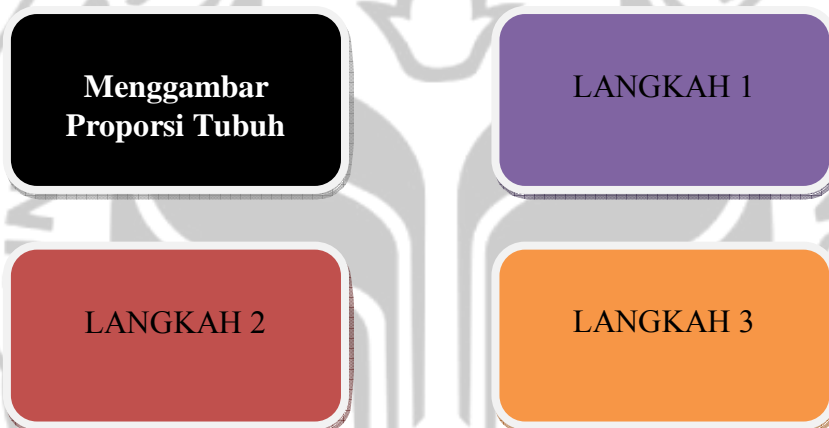 Menggambar
Proporsi Tubuh
LANGKAH 1
LANGKAH 2
LANGKAH 3